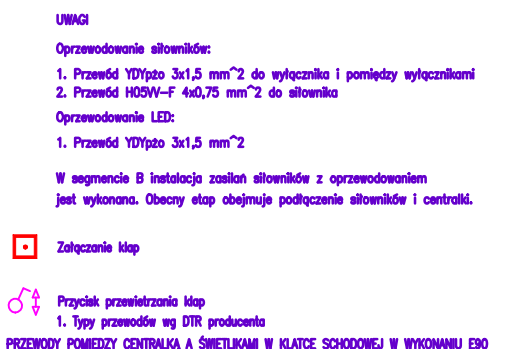 UWAGI
Oprzewodowanie siłowników:
1. Przewód YDYpżo 3x1,5 mm^2 do wyłącznika i pomiędzy wyłącznikami
2. Przewód H05VV-F 4x0,75 mm^2 do siłownika
Oprzewodowanie LED:
1. Przewód YDYpżo 3x1,5 mm^2
W segmencie B instalacja zasilań siłowników z oprzewodowaniem
jest wykonana. Obecny etap obejmuje podłączenie siłowników i centralki.
Załączanie klap
Przycisk przewietrzania klap
1. Typy przewodów wg DTR producenta
PRZEWODY POMIĘDZY CENTRALKA A ŚWIETLIKAMI W KLATCE SCHODOWEJ W WYKONANIU E90